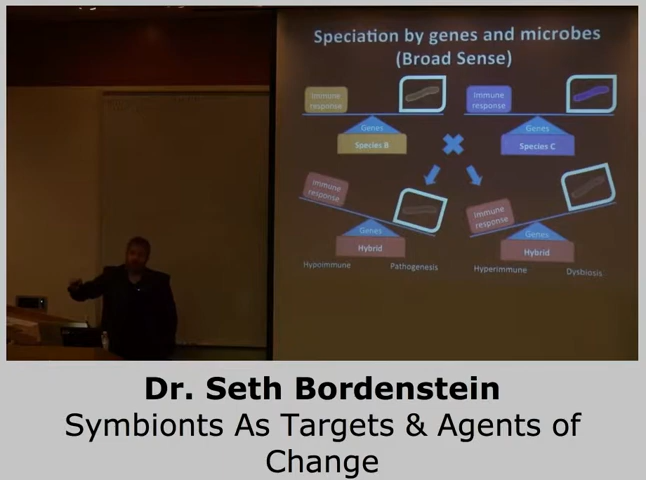 Speciation by genes and microbes
(Broad Sense)
Immune
response
Genes
Species B
Immune
response
Genes
Species C
Immune
response
Genes
Hybrid
Hypoimmune
Pathogenesis
Immune
response
Genes
Hybrid
Hyperimmune
Dysbiosis
Dr. Seth Bordenstein
Symbionts As Targets & Agents of
Change